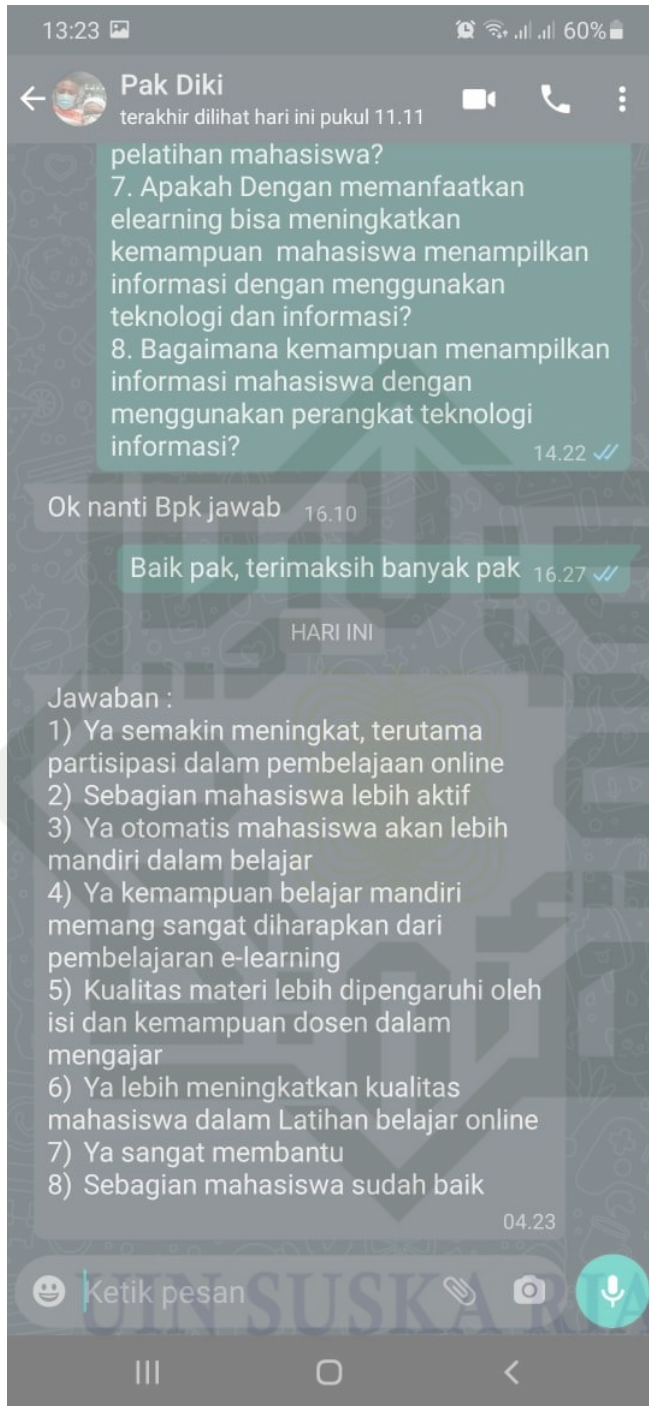 13:23 60%
Pak Diki
terakhir dilihat hari ini pukul 11.11
pelatihan mahasiswa?
7. Apakah Dengan memanfaatkan
elearning bisa meningkatkan
kemampuan mahasiswa menampilkan
informasi dengan menggunakan
teknologi dan informasi?
8. Bagaimana kemampuan menampilkan
informasi mahasiswa dengan
menggunakan perangkat teknologi
informasi?
14.22
Ok nanti Bpk jawab 16.10
Baik pak, terimaksih banyak pak 16.27
HARI INI
Jawaban :
1) Ya semakin meningkat, terutama
partisipasi dalam pembelajaan online
2) Sebagian mahasiswa lebih aktif
3) Ya otomatis mahasiswa akan lebih
mandiri dalam belajar
4) Ya kemampuan belajar mandiri
memang sangat diharapkan dari
pembelajaran e-learning
5) Kualitas materi lebih dipengaruhi oleh
isi dan kemampuan dosen dalam
mengajar
6) Ya lebih meningkatkan kualitas
mahasiswa dalam Latihan belajar online
7) Ya sangat membantu
8) Sebagian mahasiswa sudah baik
04.23
Ketik pesan
UIN SUSKA RIA